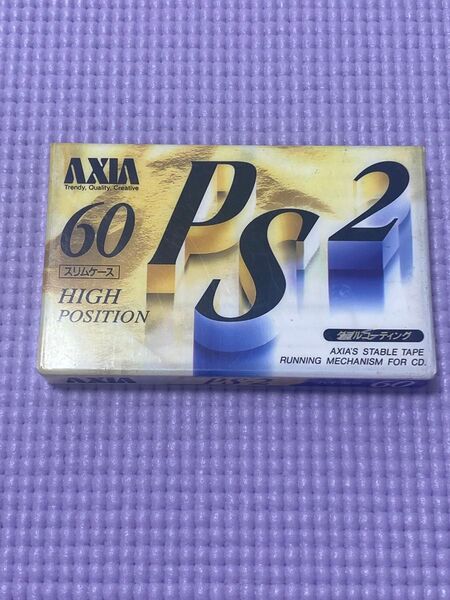 AXIA
Trendy, Quality, Creative
60
スリムケース
HIGH
POSITION
PS2
ダブルコーティング
AXIA'S STABLE TAPE
RUNNING MECHANISM FOR CD.
PS2
60